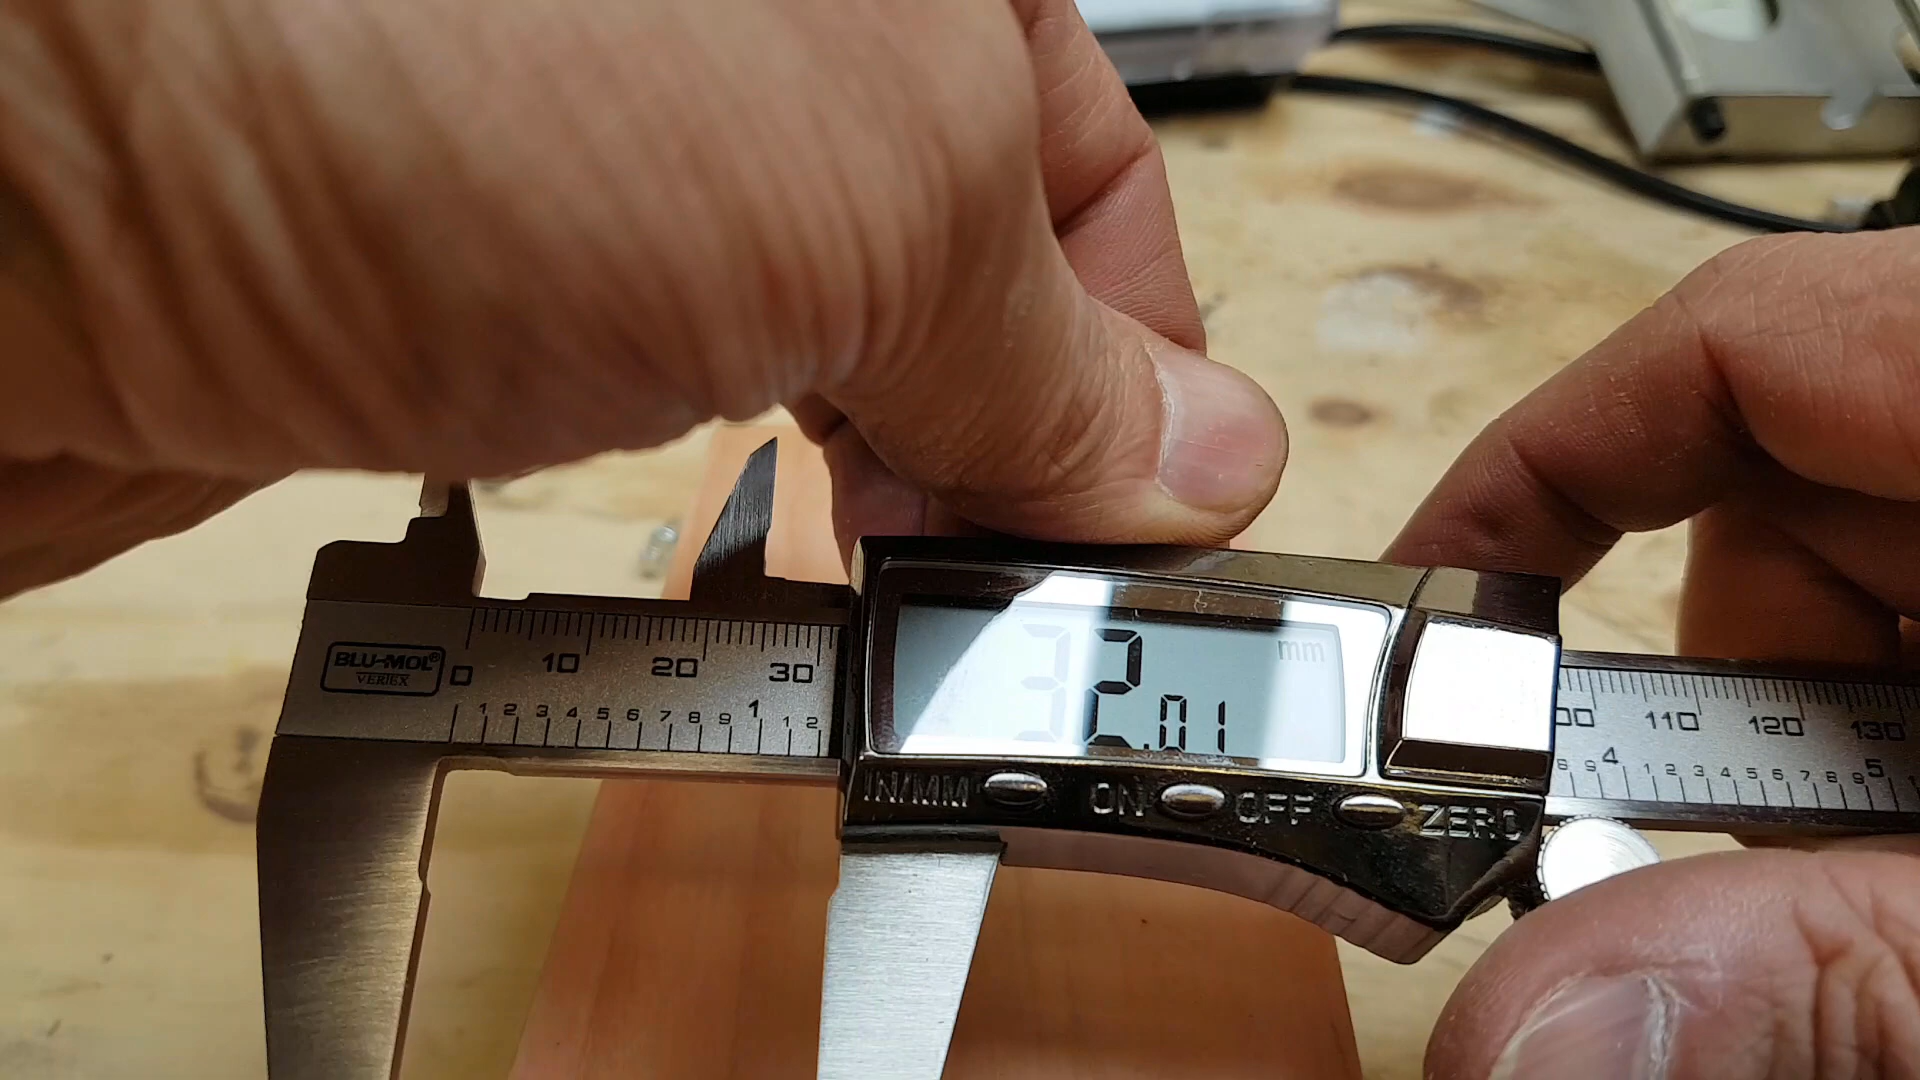 BLU-MOL®
VERTEX
0 10 20 30
1 2 3 4 5 6 7 8 9 1 1 2
32.01
mm
IN/MM ON OFF ZERO
110 120 130
8 9 4 1 2 3 4 5 6 7 8 9 5